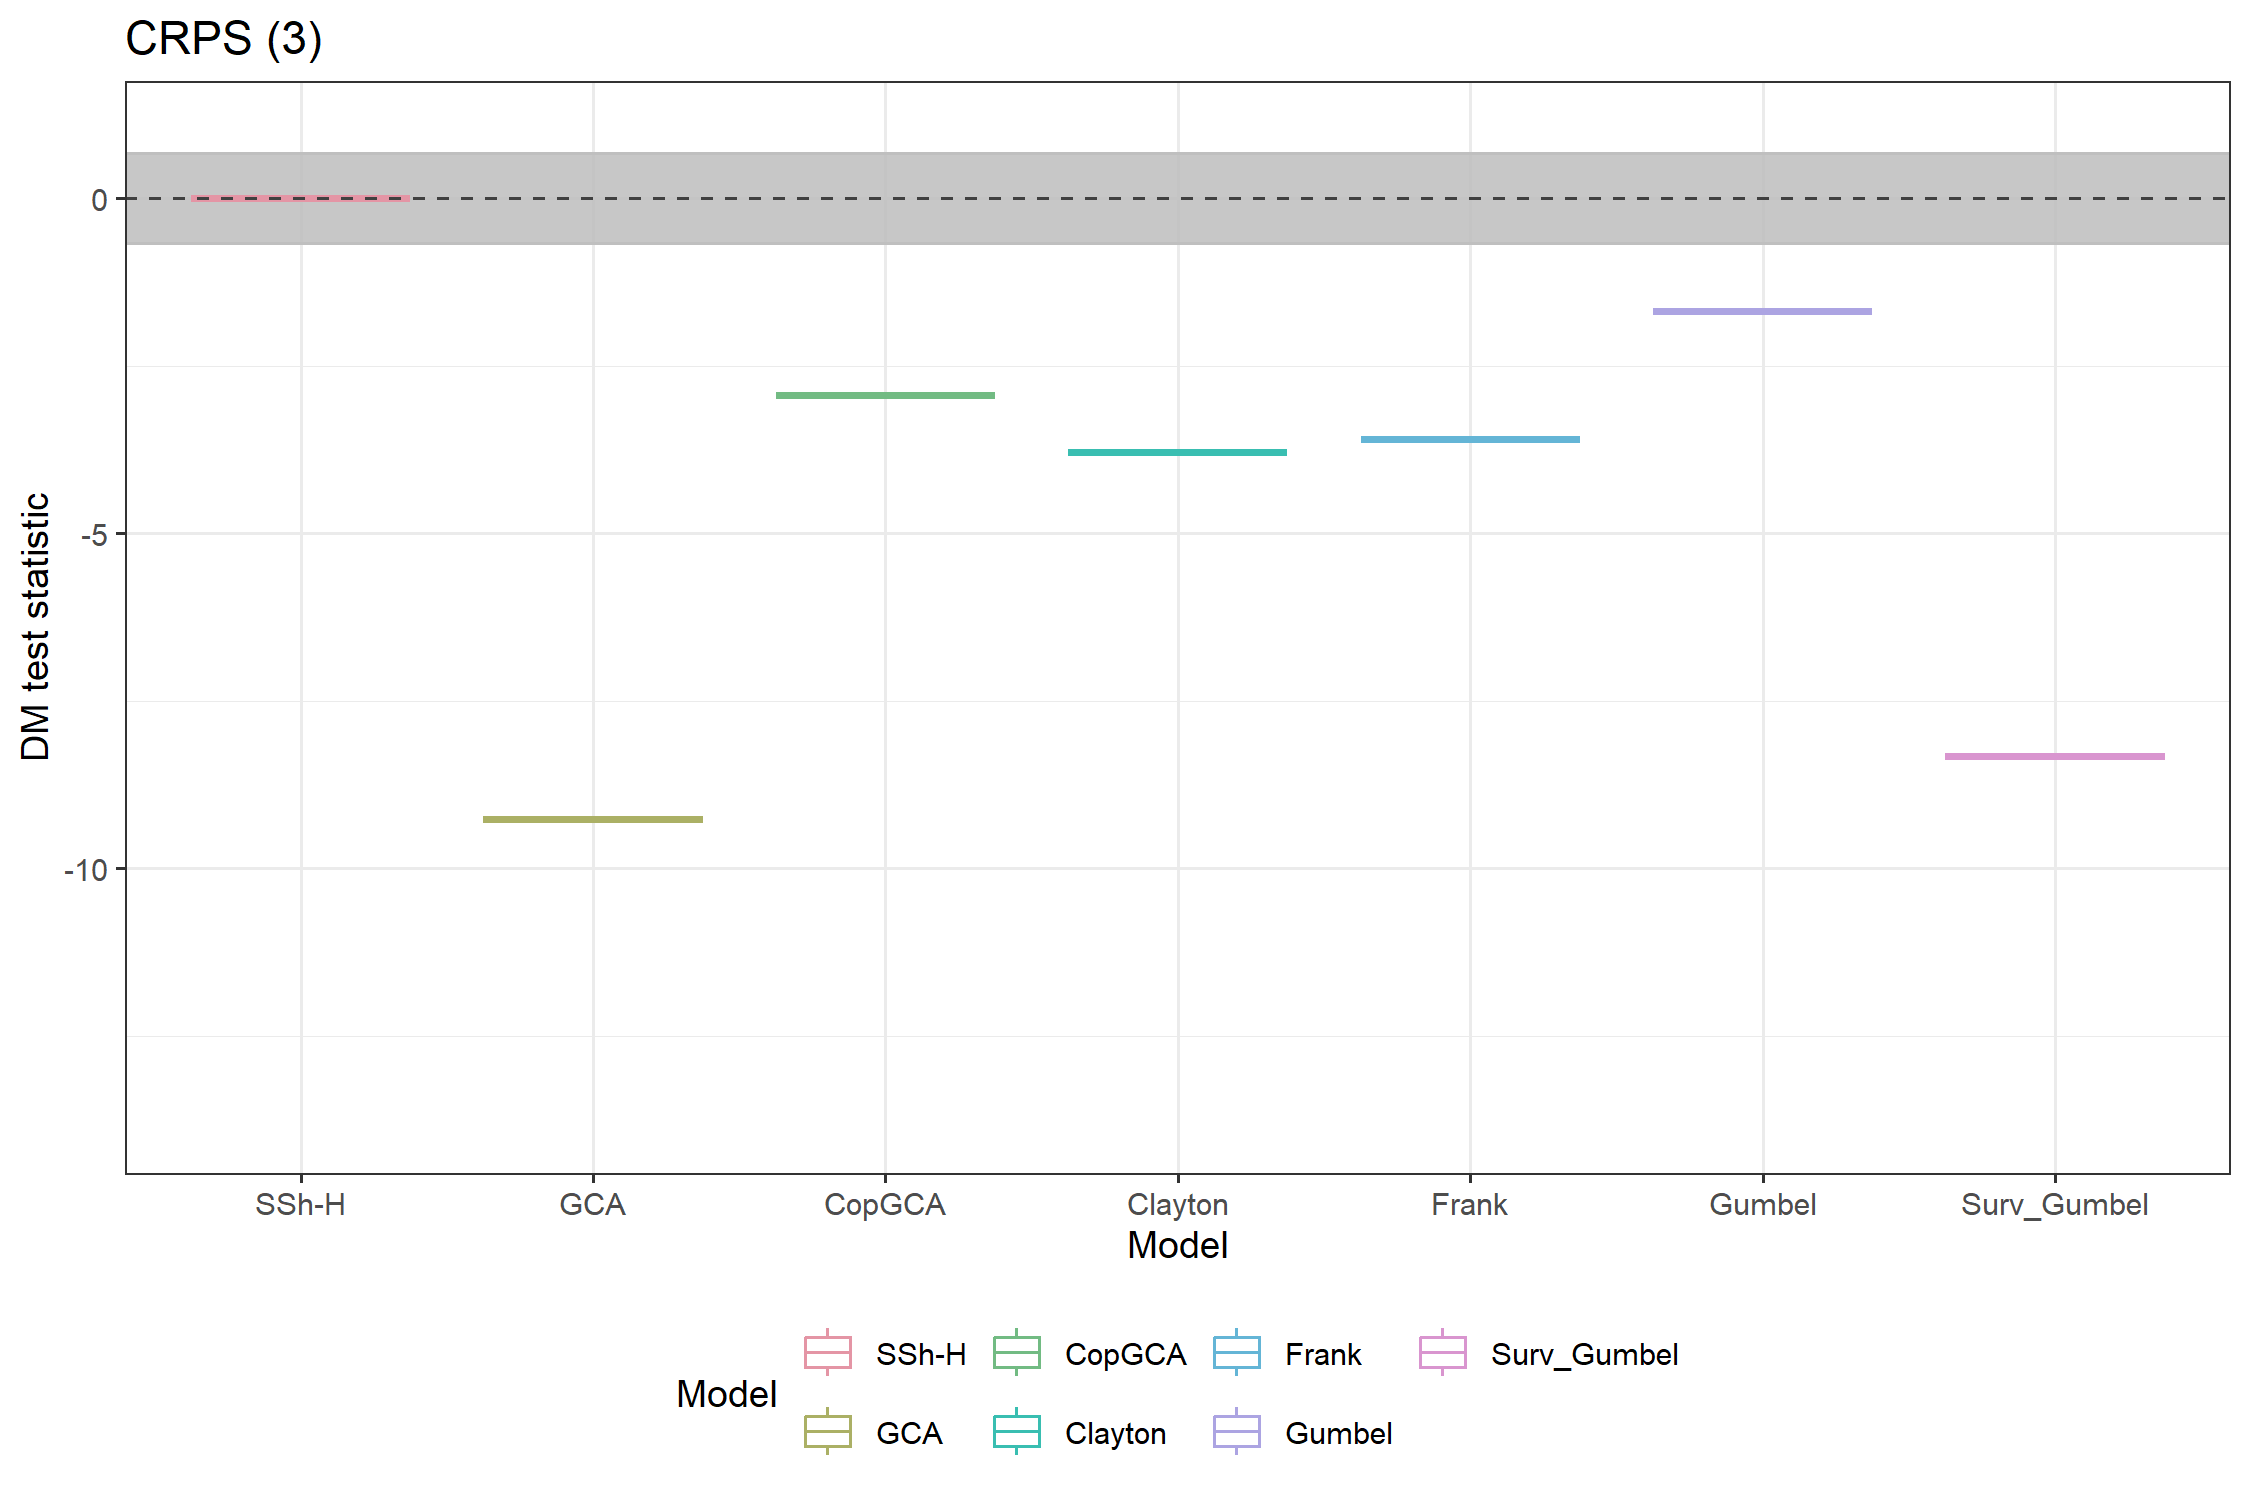 CRPS (3)
0
-5
-10
DM test statistic
SSh-H GCA CopGCA Clayton Frank Gumbel Surv_Gumbel
Model
Model
SSh-H CopGCA Frank Surv_Gumbel
GCA Clayton Gumbel